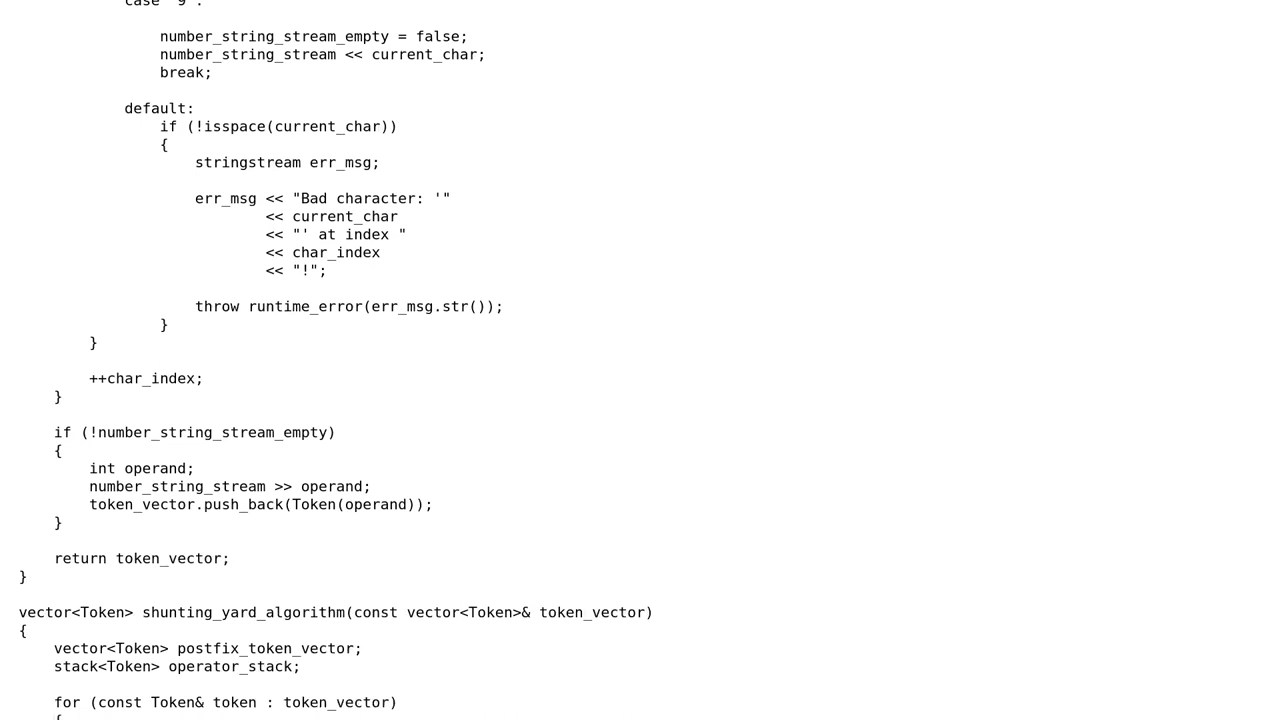 case '9':
number_string_stream_empty = false;
number_string_stream << current_char;
break;
default:
if (!isspace(current_char))
{
stringstream err_msg;
err_msg << "Bad character: '"
<< current_char
<< "' at index "
<< char_index
<< "!";
throw runtime_error(err_msg.str());
}
}
++char_index;
}
if (!number_string_stream_empty)
{
int operand;
number_string_stream >> operand;
token_vector.push_back(Token(operand));
}
return token_vector;
}
vector<Token> shunting_yard_algorithm(const vector<Token>& token_vector)
{
vector<Token> postfix_token_vector;
stack<Token> operator_stack;
for (const Token& token : token_vector)
{